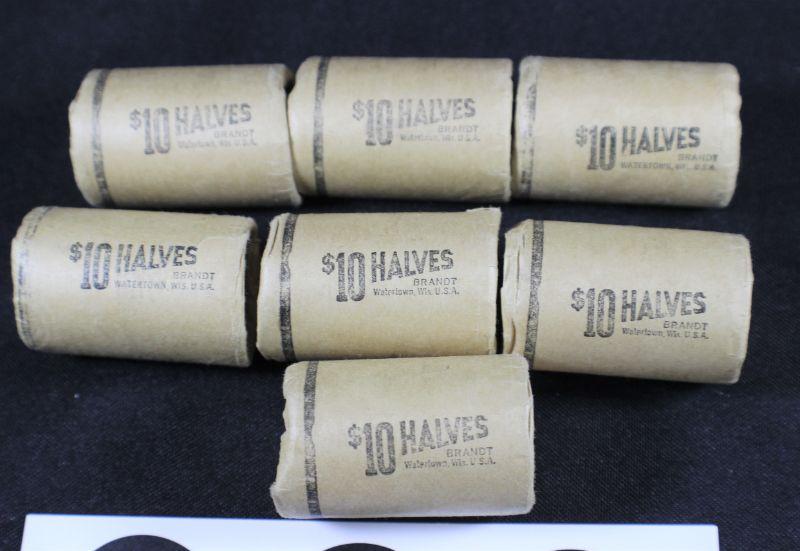 $10 HALVES
BRANDT
Watertown, Wis. U.S.A.
$10 HALVES
BRANDT
Watertown, Wis. U.S.A.
$10 HALVES
BRANDT
WATERTOWN, WIS. U.S.A.
$10 HALVES
BRANDT
WATERTOWN, WIS. U.S.A.
$10 HALVES
BRANDT
Watertown, Wis. U.S.A.
$10 HALVES
BRANDT
Watertown, Wis. U.S.A.
$10 HALVES
BRANDT
Watertown, Wis. U.S.A.